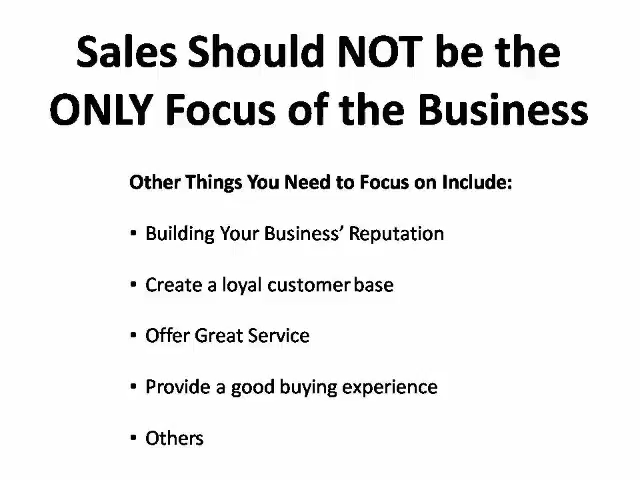 Sales Should NOT be the
ONLY Focus of the Business
Other Things You Need to Focus on Include:
• Building Your Business’ Reputation
• Create a loyal customer base
• Offer Great Service
• Provide a good buying experience
• Others